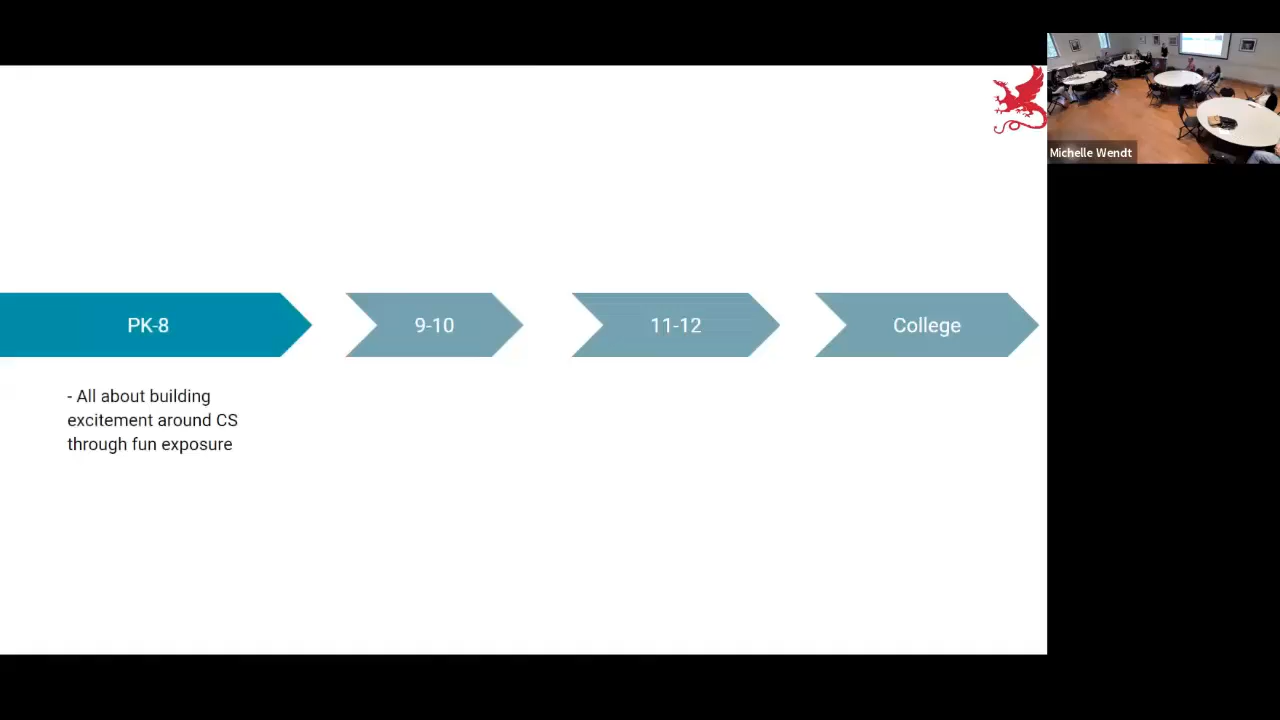 Michelle Wendt
PK-8
9-10
11-12
College
- All about building
excitement around CS
through fun exposure